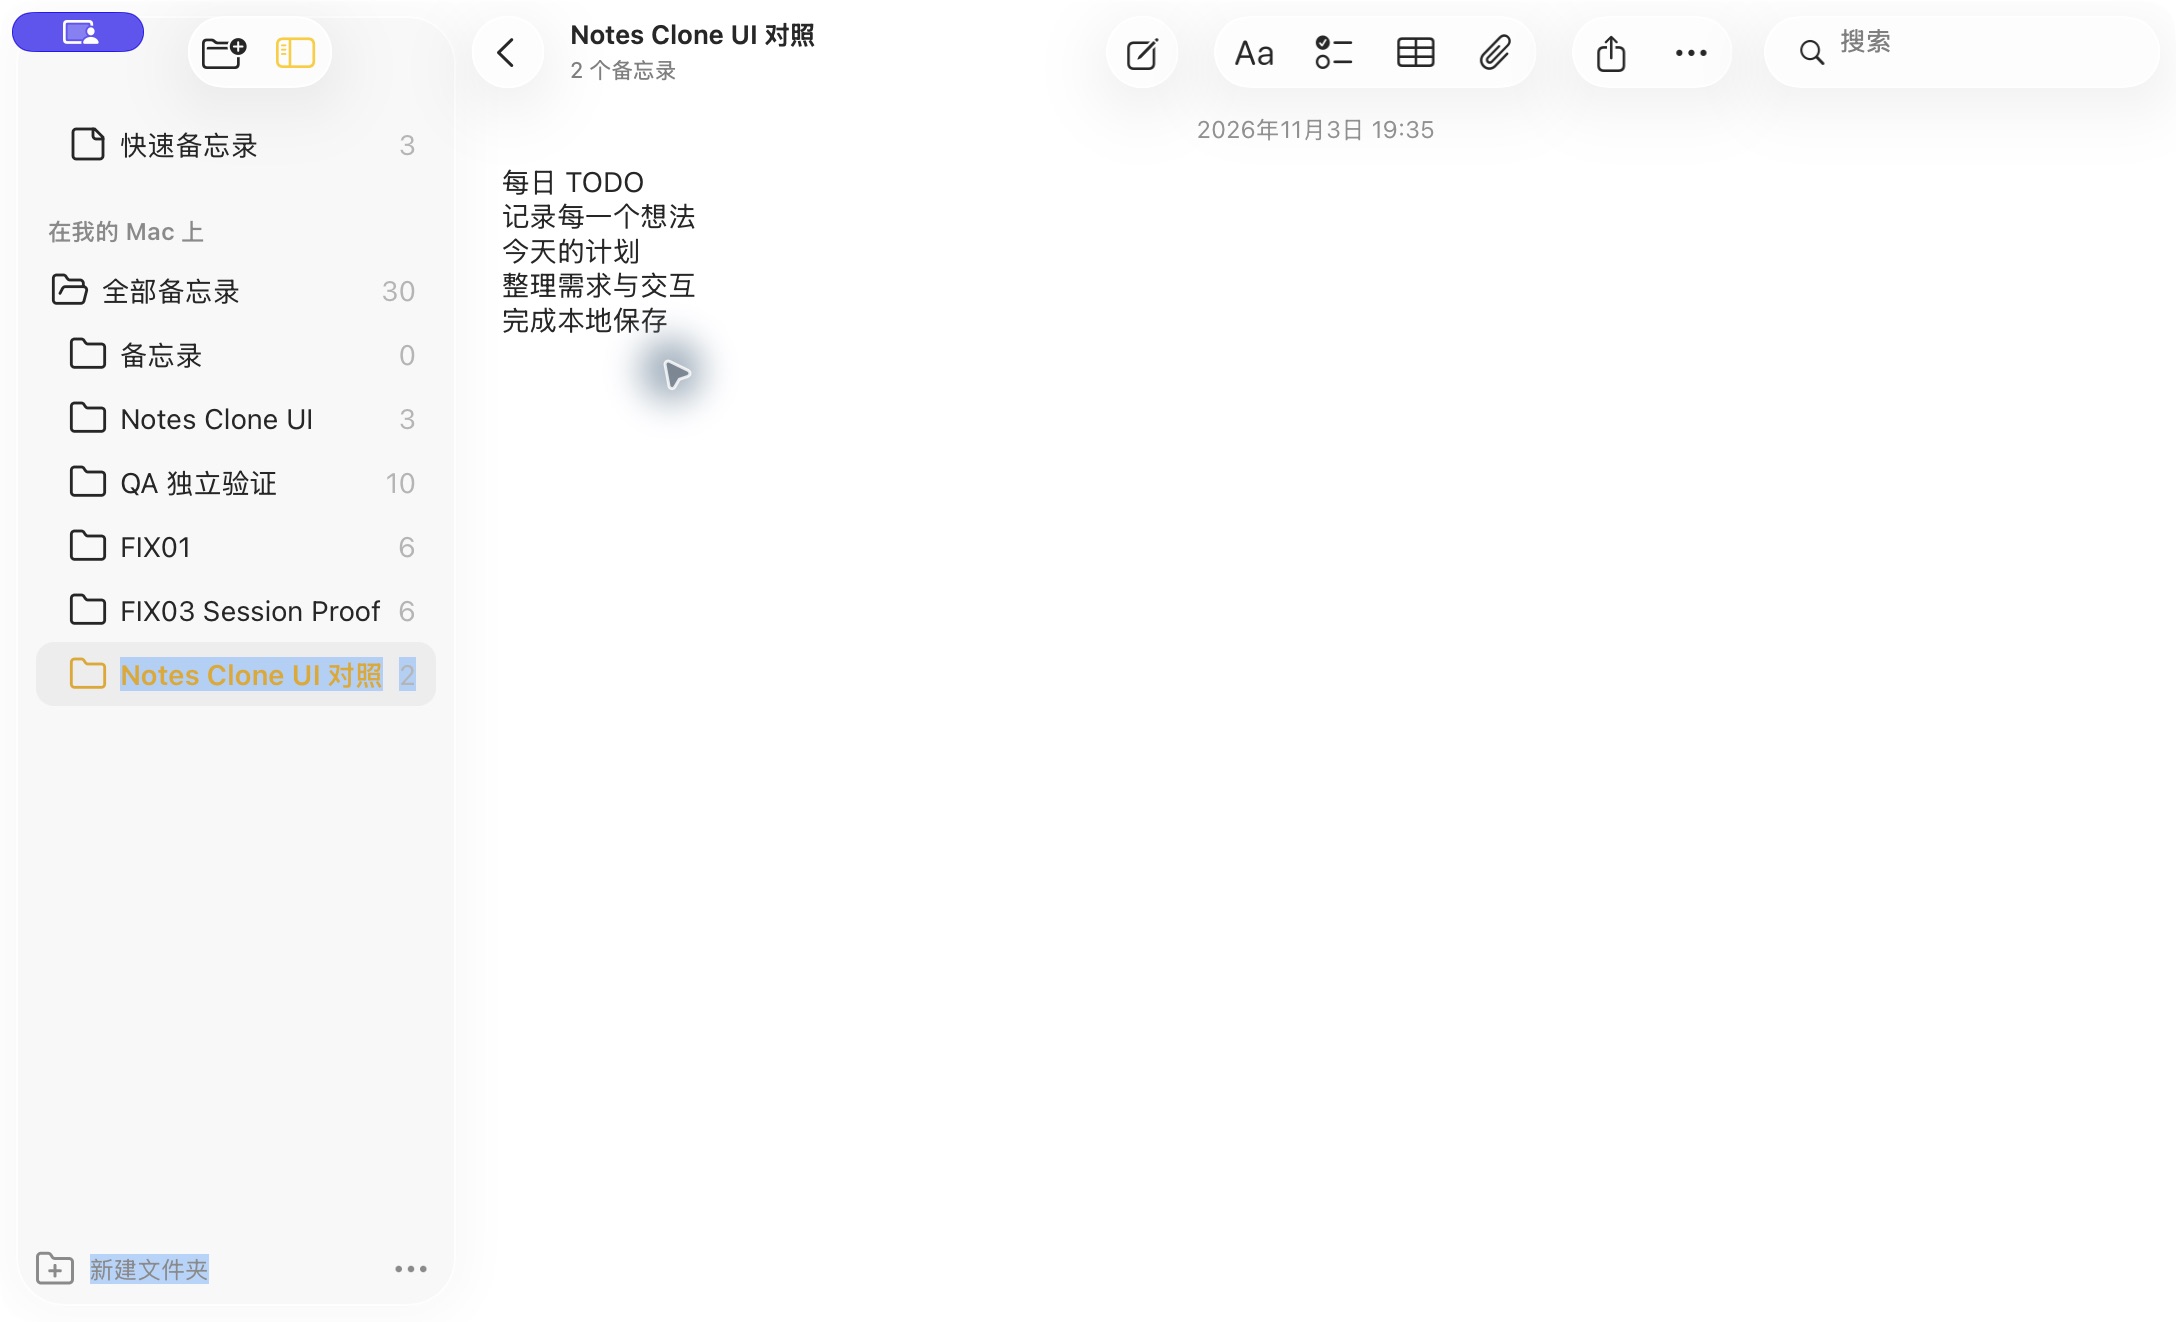 Notes Clone UI 对照
2 个备忘录
Aa
搜索
快速备忘录 3
在我的 Mac 上
全部备忘录 30
备忘录 0
Notes Clone UI 3
QA 独立验证 10
FIX01 6
FIX03 Session Proof 6
Notes Clone UI 对照 2
新建文件夹
2026年11月3日 19:35
每日 TODO
记录每一个想法
今天的计划
整理需求与交互
完成本地保存